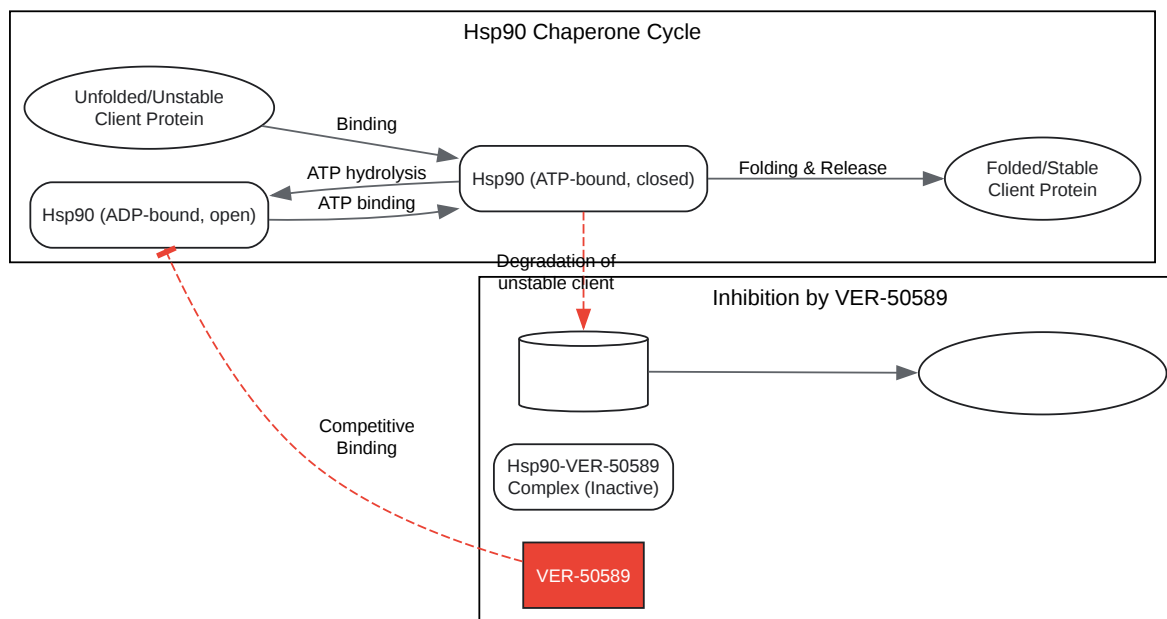 Hsp90 Chaperone Cycle
Unfolded/Unstable
Client Protein
Binding
ATP hydrolysis
Hsp90 (ATP-bound, closed)
Folding & Release
Folded/Stable
Client Protein
Hsp90 (ADP-bound, open)
ATP binding
Degradation of
unstable client
Inhibition by VER-50589
Competitive
Binding
Hsp90-VER-50589
Complex (Inactive)
VER-50589